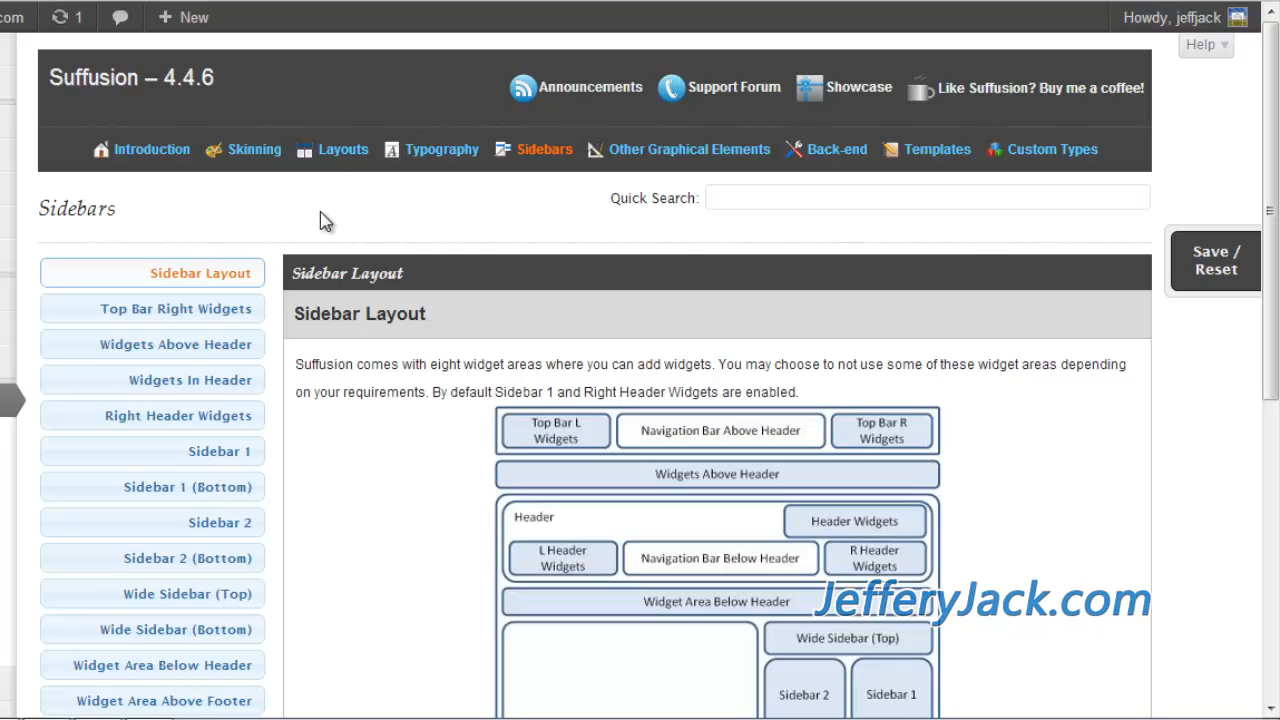 com
1
New
Howdy, jeffjack
Help
Suffusion – 4.4.6
Announcements
Support Forum
Showcase
Like Suffusion? Buy me a coffee!
Introduction
Skinning
Layouts
Typography
Sidebars
Other Graphical Elements
Back-end
Templates
Custom Types
Sidebars
Quick Search:
Save /
Reset
Sidebar Layout
Top Bar Right Widgets
Widgets Above Header
Widgets In Header
Right Header Widgets
Sidebar 1
Sidebar 1 (Bottom)
Sidebar 2
Sidebar 2 (Bottom)
Wide Sidebar (Top)
Wide Sidebar (Bottom)
Widget Area Below Header
Widget Area Above Footer
Sidebar Layout
Sidebar Layout
Suffusion comes with eight widget areas where you can add widgets. You may choose to not use some of these widget areas depending
on your requirements. By default Sidebar 1 and Right Header Widgets are enabled.
Top Bar L
Widgets
Navigation Bar Above Header
Top Bar R
Widgets
Widgets Above Header
Header
Header Widgets
L Header
Widgets
Navigation Bar Below Header
R Header
Widgets
Widget Area Below Header
JefferyJack.com
Wide Sidebar (Top)
Sidebar 2
Sidebar 1